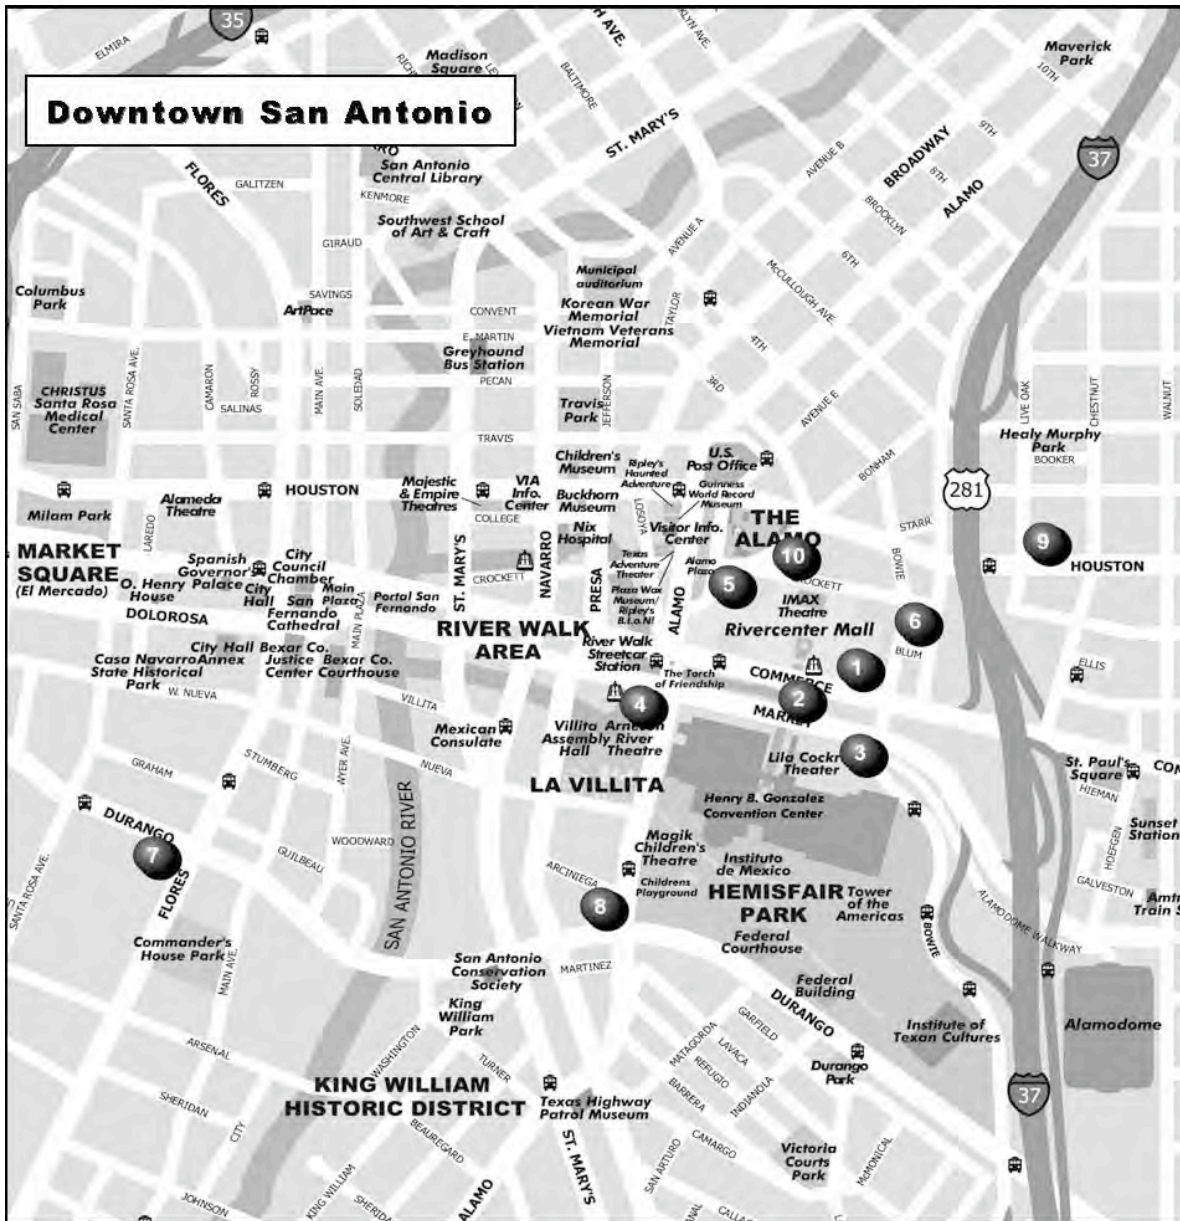 35
ELMIRA
Madison
Square
BALTIMORE
AVE.
Maverick
Park
10TH
Downtown San Antonio
ST. MARY'S
AVENUE B
BROADWAY
9TH
8TH
ALAMO
37
FLORES
GALITZEN
San Antonio
Central Library
KENMORE
BROOKLYN
Southwest School
of Art & Craft
GIRAUD
AVENUE A
6TH
McCULLOUGH AVE.
Municipal
auditorium
Columbus
Park
SAVINGS
ArtPace
CONVENT
Korean War
Memorial
Vietnam Veterans
Memorial
TAYLOR
E. MARTIN
Greyhound
Bus Station
PECAN
4TH
3RD
AVENUE E
SAN SABA
CHRISTUS
Santa Rosa
Medical
Center
SANTA ROSA AVE.
CAMARON
ROSSY
SALINAS
MAIN AVE.
SOLEDAD
Travis
Park
JEFFERSON
LIVE OAK
CHESTNUT
WALNUT
Healy Murphy
Park
BOOKER
TRAVIS
Children's
Museum
Ripley's
Haunted
Adventure
U.S.
Post Office
BONHAM
HOUSTON
Majestic
& Empire
Theatres
VIA
Info.
Center
Buckhorn
Museum
Guinness
World Record
Museum
281
Milam Park
Alameda
Theatre
LAREDO
COLLEGE
Nix
Hospital
LOSOYA
Visitor Info.
Center
THE
ALAMO
STARR
9
HOUSTON
MARKET
SQUARE
(El Mercado)
Spanish
Governor's
Palace
City
Council
Chamber
O. Henry
House
City
Hall
San
Fernando
Cathedral
Main
Plaza
Portal San
Fernando
ST. MARY'S
CROCKETT
NAVARRO
PRESA
Texas
Adventure
Theater
Plaza Wax
Museum/
Ripley's
B.I.o.N!
Alamo
Plaza
ALAMO
10
5
CROCKETT
IMAX
Theatre
BOWIE
6
DOLOROSA
MAIN PLAZA
RIVER WALK
AREA
River Walk
Streetcar
Station
Rivercenter Mall
BLUM
City Hall
Annex
Bexar Co.
Justice
Center
Bexar Co.
Courthouse
Casa Navarro
State Historical
Park
W. NUEVA
The Torch
of Friendship
COMMERCE
1
2
MARKET
ELLIS
VILLITA
Mexican
Consulate
4
Villita
Assembly
Hall
River
Theatre
3
Theater
St. Paul's
Square
HIEMAN
GRAHAM
STUMBERG
NUEVA
LA VILLITA
Henry B. Gonzalez
Convention Center
Sunset
Station
HOEFGEN
DURANGO
7
GUILBEAU
WOODWARD
SAN ANTONIO RIVER
Magik
Children's
Theatre
Instituto
de Mexico
SANTA ROSA AVE.
FLORES
ARCINIEGA
Childrens
Playground
8
HEMISFAIR
PARK
Tower
of the
Americas
GALVESTON
Train
ALAMODOME WALKWAY
BOWIE
Commander's
House Park
MAIN AVE.
Federal
Courthouse
San Antonio
Conservation
Society
MARTINEZ
Federal
Building
DURANGO
King
William
Park
Institute of
Texan Cultures
Alamodome
ARSENAL
WASHINGTON
TURNER
MATAGORDA
GARFIELD
LAVACA
REFUGIO
BARRERA
INDIANOLA
Durango
Park
KING WILLIAM
HISTORIC DISTRICT
SHERIDAN
CITY
Texas Highway
Patrol Museum
37
BEAUREGARD
ST. MARY'S
CAMARGO
SAN ARTURO
Victoria
Courts
Park
McMONICAL
JOHNSON
KING WILLIAM
ALAMO